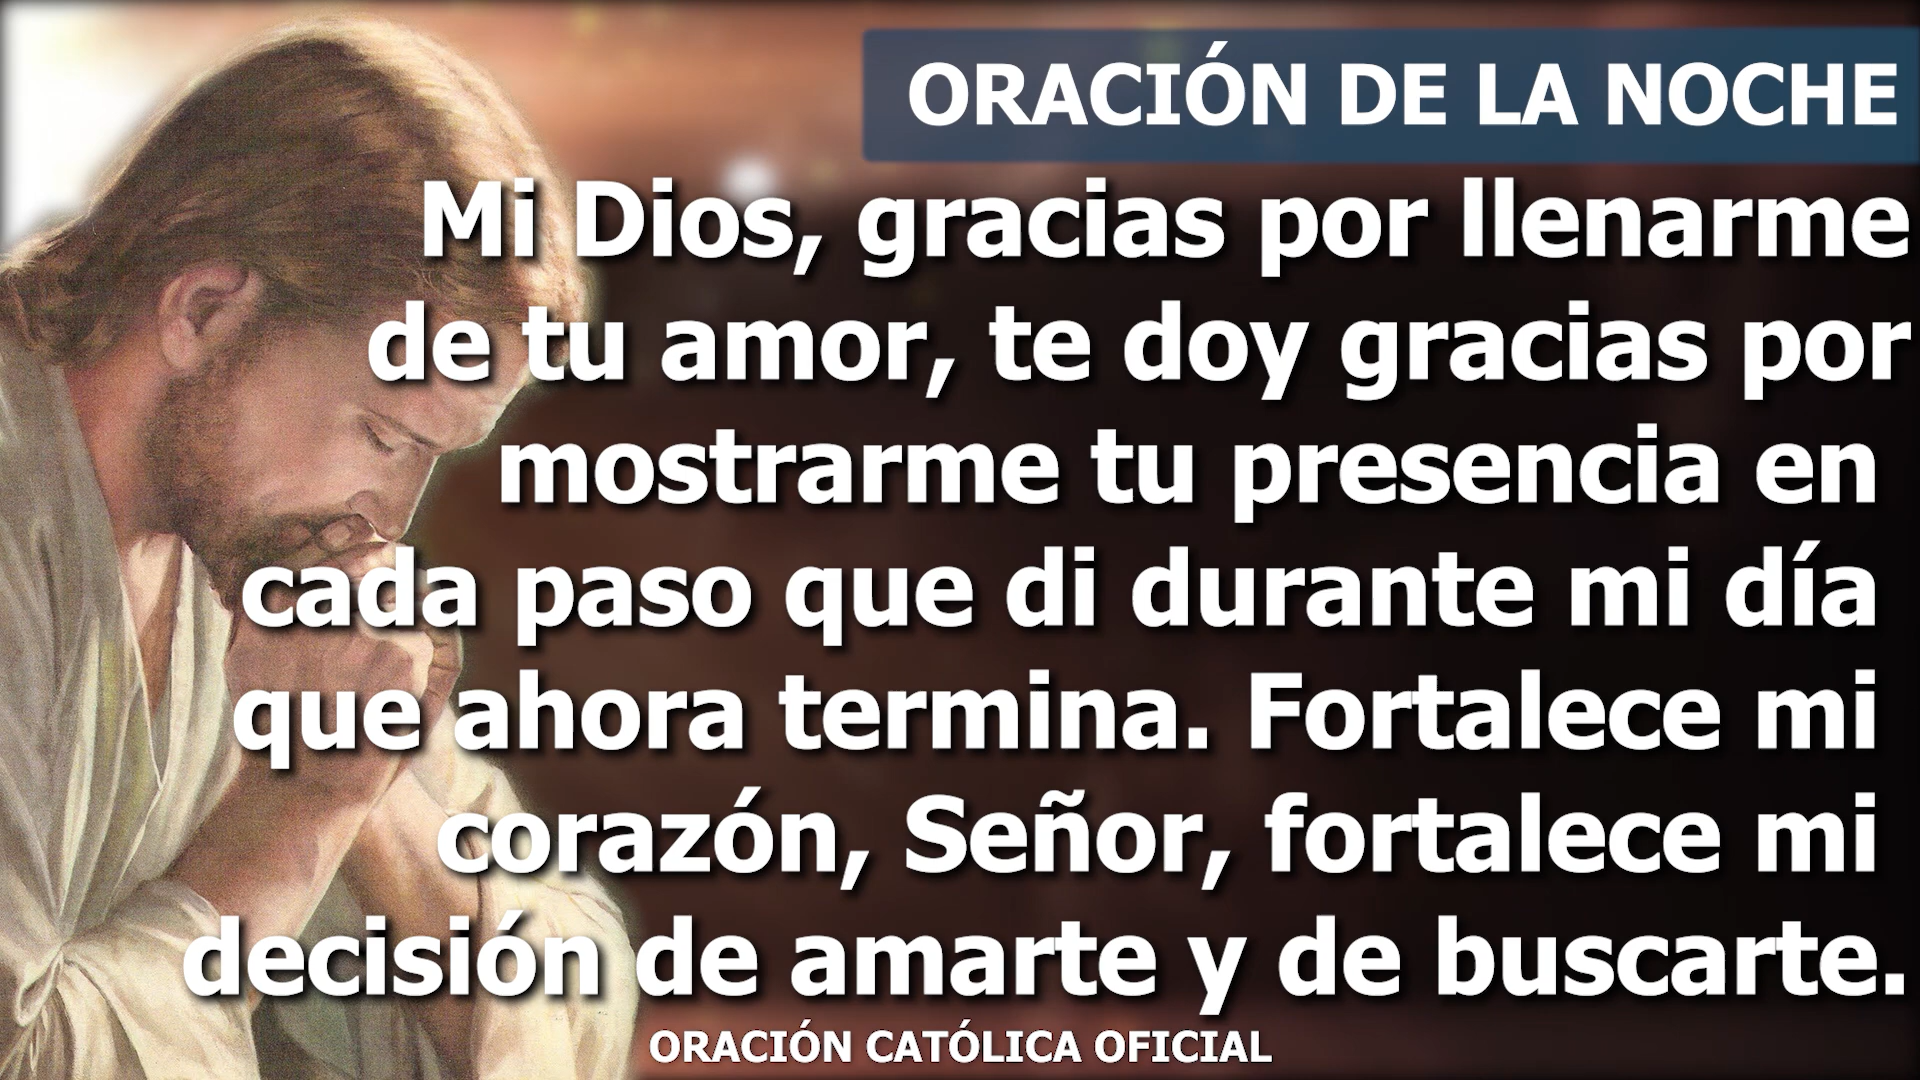 ORACIÓN DE LA NOCHE
Mi Dios, gracias por llenarme
de tu amor, te doy gracias por
mostrarme tu presencia en
cada paso que di durante mi día
que ahora termina. Fortalece mi
corazón, Señor, fortalece mi
decisión de amarte y de buscarte.
ORACIÓN CATÓLICA OFICIAL